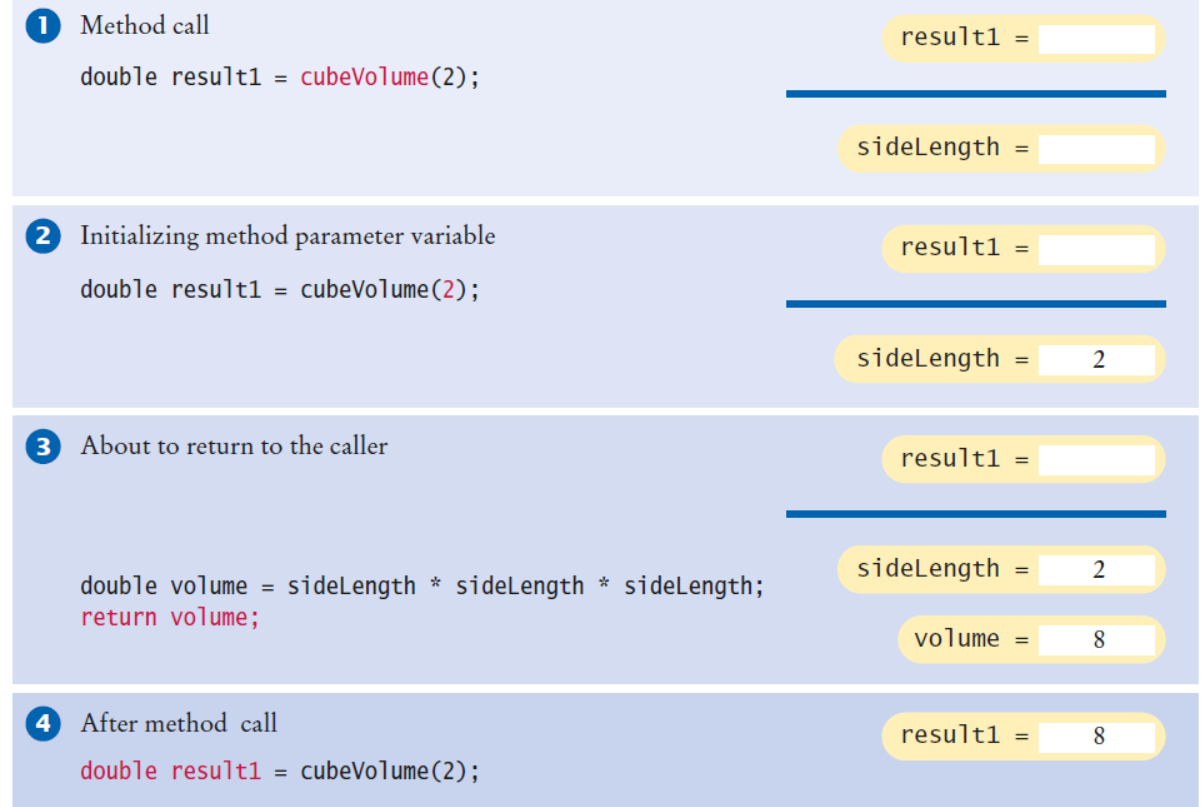 1 Method call
double result1 = cubeVolume(2);
result1 =
sideLength =
2 Initializing method parameter variable
double result1 = cubeVolume(2);
result1 =
sideLength = 2
3 About to return to the caller
double volume = sideLength * sideLength * sideLength;
return volume;
result1 =
sideLength = 2
volume = 8
4 After method call
double result1 = cubeVolume(2);
result1 = 8